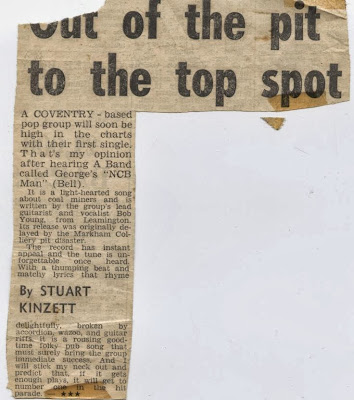 Out of the pit
to the top spot
A COVENTRY - based
pop group will soon be
high in the charts
with their first single.
That's my opinion
after hearing A Band
called George's "NCB
Man" (Bell).
It is a light-hearted song
about coal miners and is
written by the group's lead
guitarist and vocalist Bob
Young, from Leamington.
Its release was originally de-
layed by the Markham Col-
liery pit disaster.
The record has instant
appeal and the tune is un-
forgettable once heard.
With a thumping beat and
matchy lyrics that rhyme
By STUART
KINZETT
delightfully, broken by
accordion, wazoo, and guitar
riffs, it is a rousing good-
time folky pub song that
must surely bring the group
immediate success. And I
will stick my neck out and
predict that, if it gets
enough plays, it will get to
number one in the hit
parade. ★★★